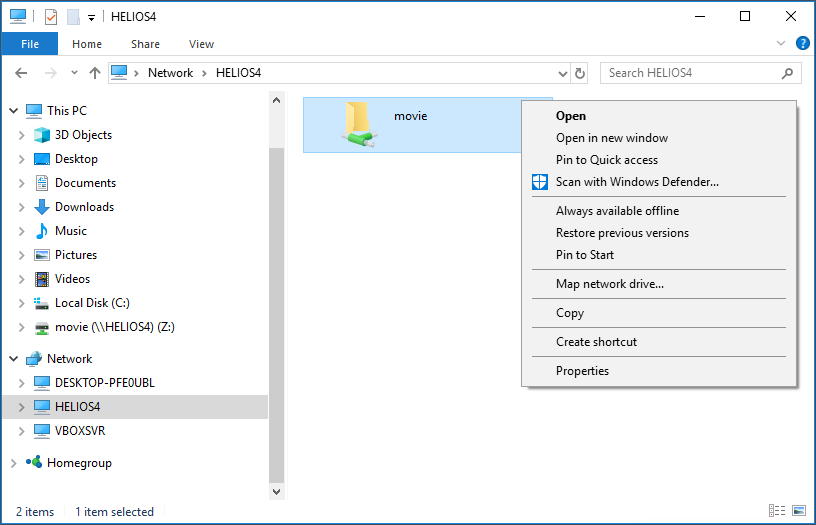 HELIOS4
File Home Share View
Network HELIOS4 Search HELIOS4
This PC
3D Objects
Desktop
Documents
Downloads
Music
Pictures
Videos
Local Disk (C:)
movie (\\HELIOS4) (Z:)
Network
DESKTOP-PFE0UBL
HELIOS4
VBOXSVR
Homegroup
movie
Open
Open in new window
Pin to Quick access
Scan with Windows Defender...
Always available offline
Restore previous versions
Pin to Start
Map network drive...
Copy
Create shortcut
Properties
2 items 1 item selected